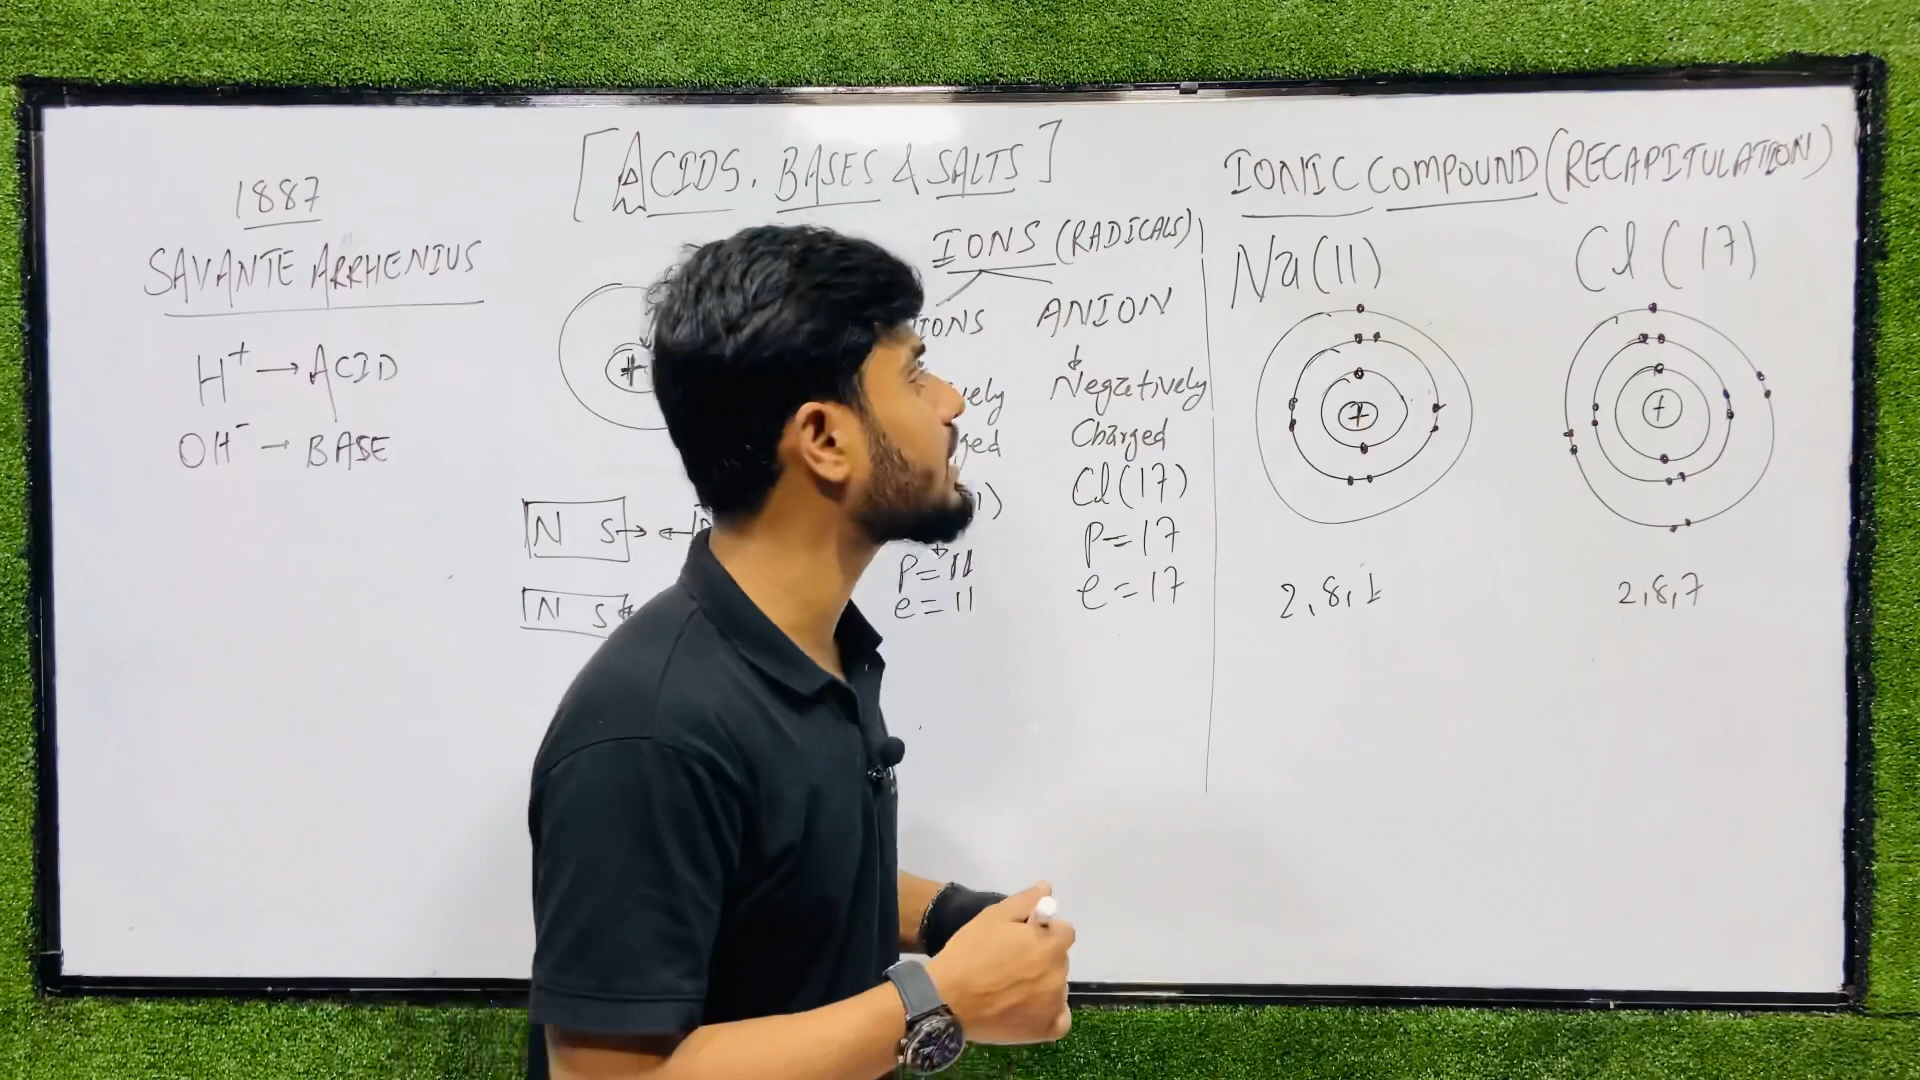 [ACIDS, BASES & SALTS]
1887
SAVANTE ARRHENIUS
H+ → ACID
OH- → BASE
+
N S → ←
N S
IONS (RADICALS)
ANION
↓
Negatively
Charged
Cl(17)
P=17
e=17
P=11
e=11
IONIC COMPOUND (RECAPITULATION)
Na(11)
+
2,8,1
Cl(17)
+
2,8,7